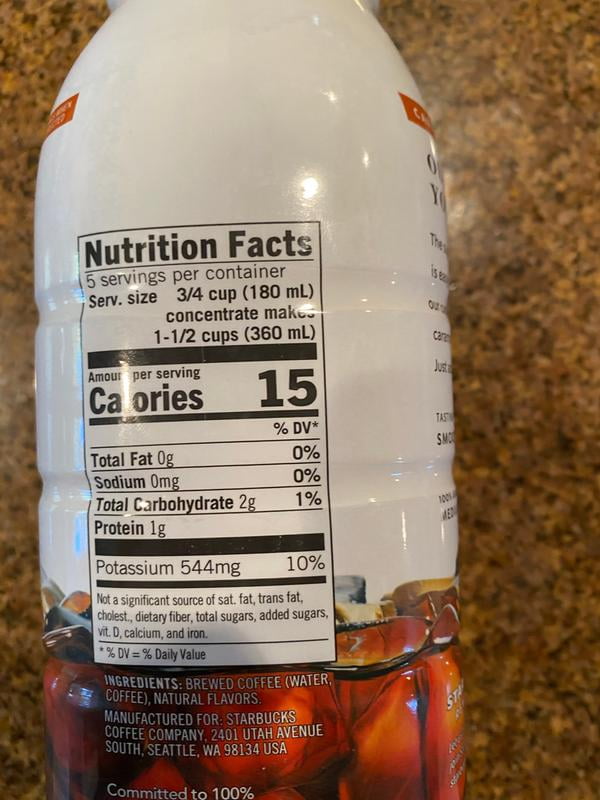 Nutrition Facts
5 servings per container
Serv. size 3/4 cup (180 mL)
concentrate makes
1-1/2 cups (360 mL)
Amount per serving
Calories 15
% DV*
Total Fat 0g 0%
Sodium 0mg 0%
Total Carbohydrate 2g 1%
Protein 1g
Potassium 544mg 10%
Not a significant source of sat. fat, trans fat,
cholest., dietary fiber, total sugars, added sugars,
vit. D, calcium, and iron.
* % DV = % Daily Value
INGREDIENTS: BREWED COFFEE (WATER,
COFFEE), NATURAL FLAVORS.
MANUFACTURED FOR: STARBUCKS
COFFEE COMPANY, 2401 UTAH AVENUE
SOUTH, SEATTLE, WA 98134 USA
Committed to 100%
The
is
Just